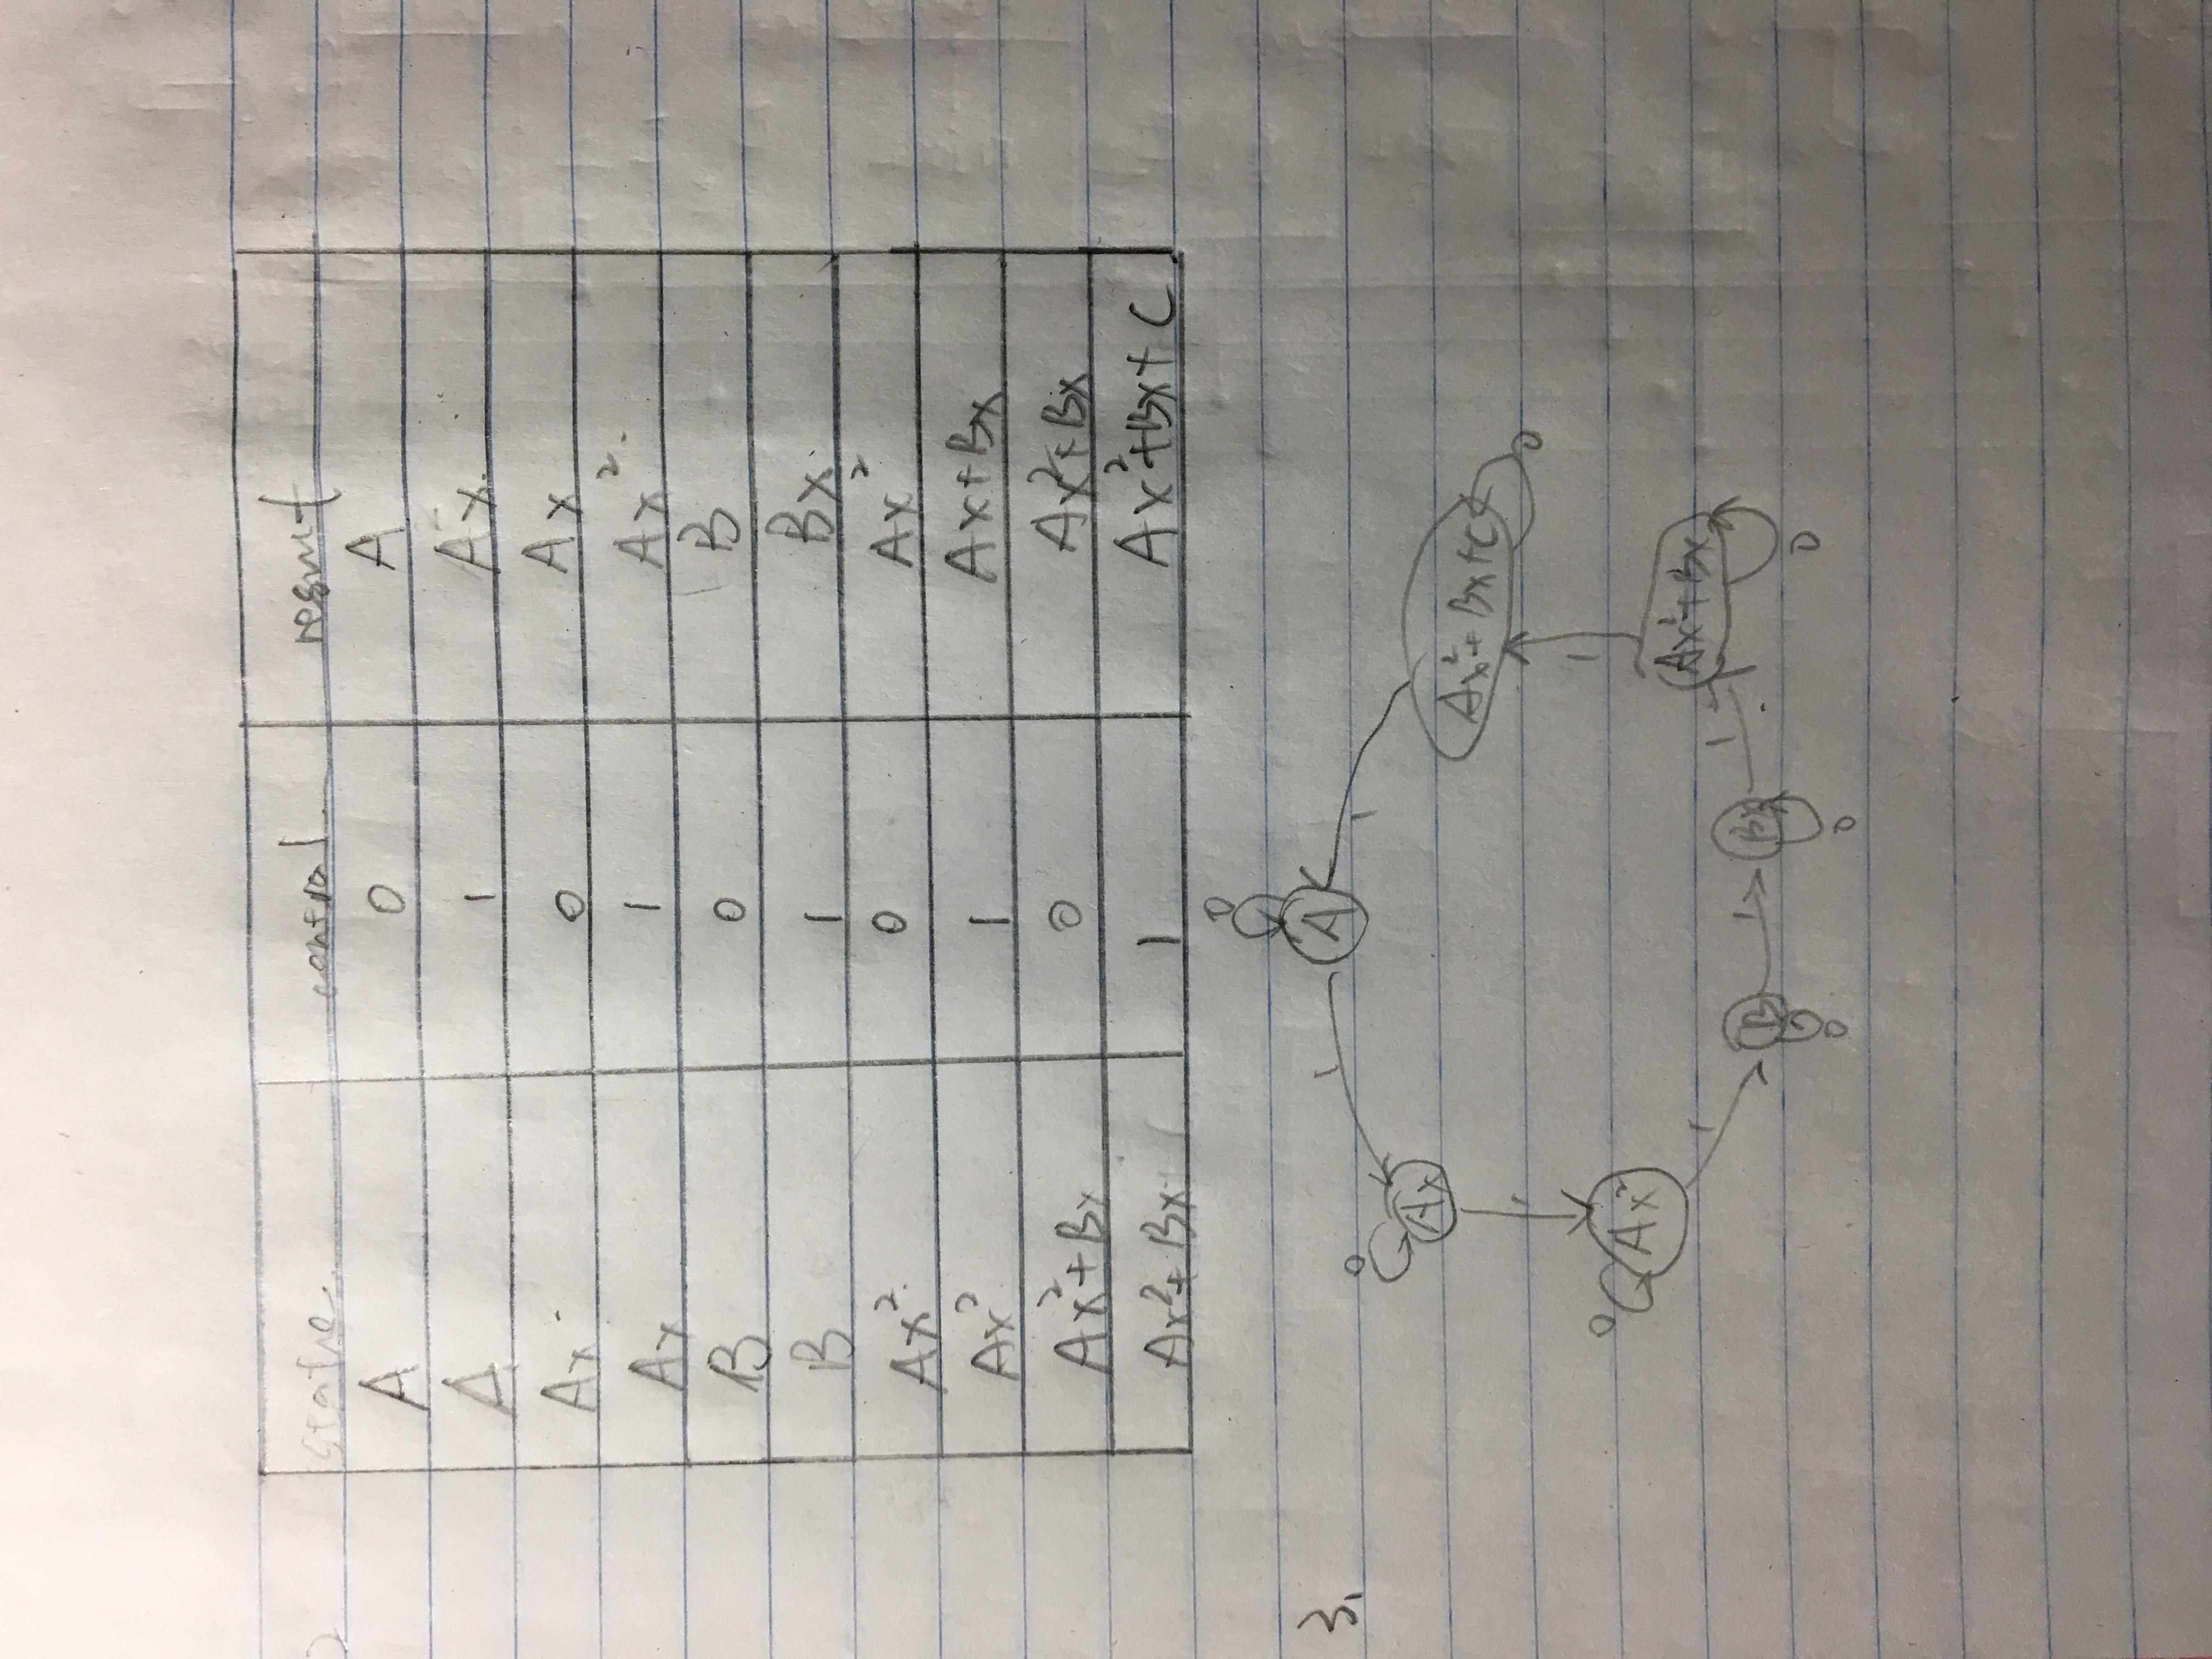 2
state control result
A 0 A
A 1 Ax
Ax 0 Ax
Ax 1 Ax²
B 0 B
B 1 Bx
Ax² 0 Ax²
Ax² 1 Ax+Bx
Ax²+Bx 0 Ax²+Bx
Ax²+Bx 1 Ax²+Bx+C
0
3.
A
1
1
0
Ax
Ax²+Bx+C
0
1
1
0
Ax²
Ax²+Bx
1
1
B
1
Bx
0
0
0